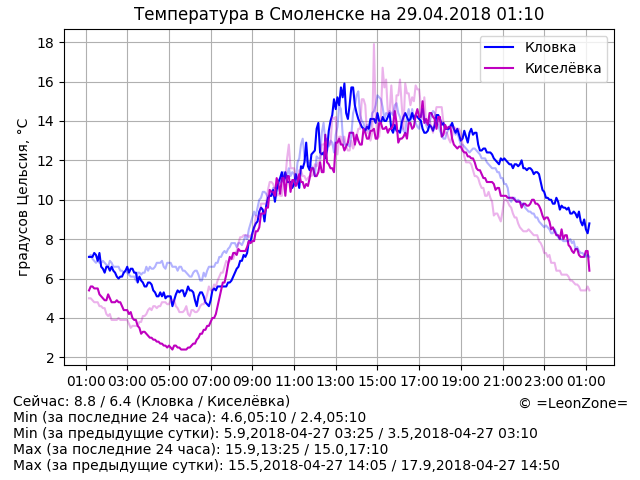 Температура в Смоленске на 29.04.2018 01:10
Кловка
Киселёвка
градусов Цельсия, °C
18
16
14
12
10
8
6
4
2
01:00 03:00 05:00 07:00 09:00 11:00 13:00 15:00 17:00 19:00 21:00 23:00 01:00
Сейчас: 8.8 / 6.4 (Кловка / Киселёвка)
© =LeonZone=
Min (за последние 24 часа): 4.6,05:10 / 2.4,05:10
Min (за предыдущие сутки): 5.9,2018-04-27 03:25 / 3.5,2018-04-27 03:10
Max (за последние 24 часа): 15.9,13:25 / 15.0,17:10
Max (за предыдущие сутки): 15.5,2018-04-27 14:05 / 17.9,2018-04-27 14:50